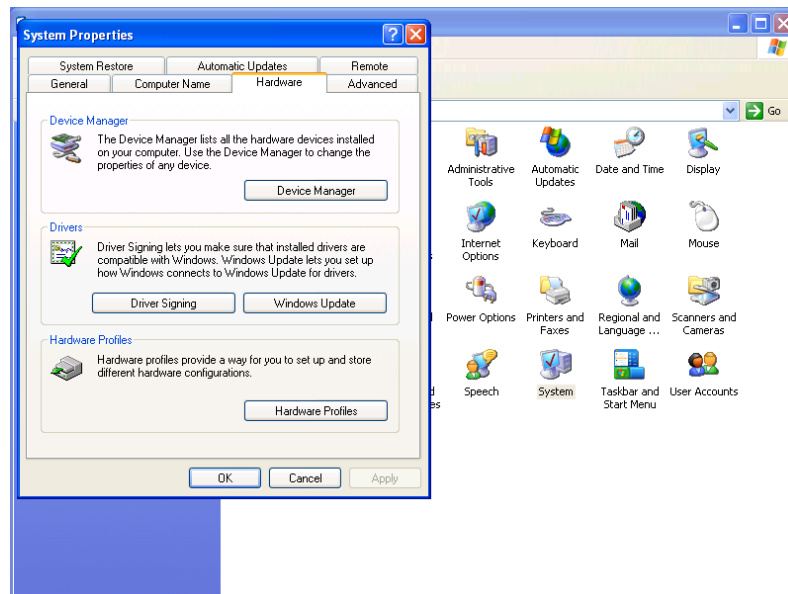 System Properties
System Restore
Automatic Updates
Remote
General
Computer Name
Hardware
Advanced
Device Manager
The Device Manager lists all the hardware devices installed
on your computer. Use the Device Manager to change the
properties of any device.
Device Manager
Drivers
Driver Signing lets you make sure that installed drivers are
compatible with Windows. Windows Update lets you set up
how Windows connects to Windows Update for drivers.
Driver Signing
Windows Update
Hardware Profiles
Hardware profiles provide a way for you to set up and store
different hardware configurations.
Hardware Profiles
OK
Cancel
Apply
Go
Administrative
Tools
Automatic
Updates
Date and Time
Display
Internet
Options
Keyboard
Mail
Mouse
Power Options
Printers and
Faxes
Regional and
Language ...
Scanners and
Cameras
Speech
System
Taskbar and
Start Menu
User Accounts